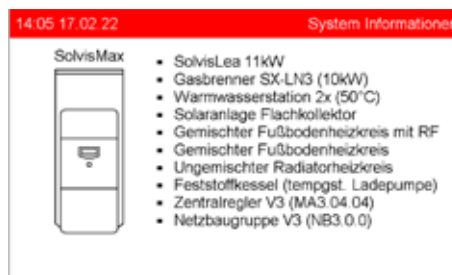 14:05 17.02.22 System Informationen
SolvisMax
• SolvisLea 11kW
• Gasbrenner SX-LN3 (10kW)
• Warmwasserstation 2x (50°C)
• Solaranlage Flachkollektor
• Gemischter Fußbodenheizkreis mit RF
• Gemischter Fußbodenheizkreis
• Ungemischter Radiatorheizkreis
• Feststoffkessel (tempgst. Ladepumpe)
• Zentralregler V3 (MA3.04.04)
• Netzbaugruppe V3 (NB3.0.0)